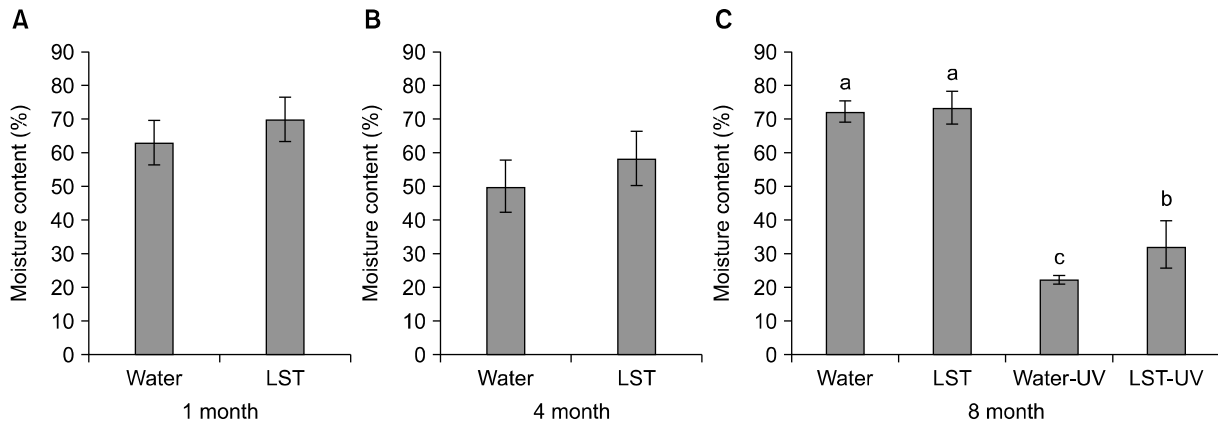 A
Moisture content (%)
90
80
70
60
50
40
30
20
10
0
Water LST
1 month
B
Moisture content (%)
90
80
70
60
50
40
30
20
10
0
Water LST
4 month
C
Moisture content (%)
90
80
70
60
50
40
30
20
10
0
a a c b
Water LST Water-UV LST-UV
8 month